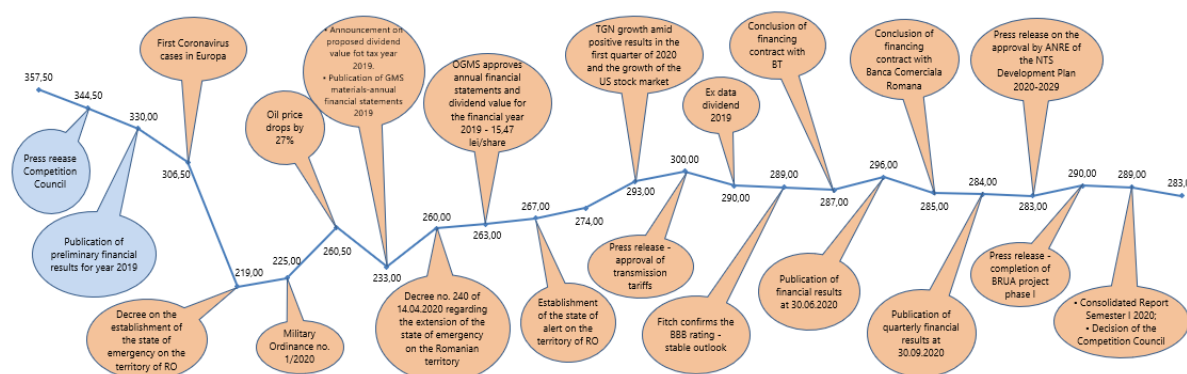 357,50
344,50
330,00
306,50
219,00
225,00
260,50
233,00
260,00
263,00
267,00
274,00
293,00
300,00
290,00
289,00
287,00
296,00
285,00
284,00
283,00
290,00
289,00
283,0
Press reease
Competition
Council
Publication of
preliminary financial
results for year 2019
First Coronavirus
cases in Europa
Decree on the
establishment of
the state of
emergency on the
territory of RO
Military
Ordinance no.
1/2020
Oil price
drops by
27%
• Announcement on
proposed dividend
value fot tax year
2019.
• Publication of GMS
materials-annual
financial statements
2019
Decree no. 240 of
14.04.2020 regarding
the extension of the
state of emergency
on the Romanian
territory
OGMS approves
annual financial
statements and
dividend value for
the financial year
2019 - 15,47
lei/share
Establishment of
the state of
alert on the
territory of RO
TGN growth amid
positive results in the
first quarter of 2020
and the growth of the
US stock market
Press release -
approval of
transmission
tariffs
Ex data
dividend
2019
Fitch confirms the
BBB rating -
stable outlook
Conclusion of
financing
contract with
BT
Publication of
financial results
at 30.06.2020
Conclusion of
financing
contract with
Banca Comerciala
Romana
Publication of
quarterly financial
results at
30.09.2020
Press release on the
approval by ANRE of
the NTS
Development Plan
2020-2029
Press release -
completion of
BRUA project
phase I
• Consolidated Report
Semester I 2020;
• Decision of the
Competition Council